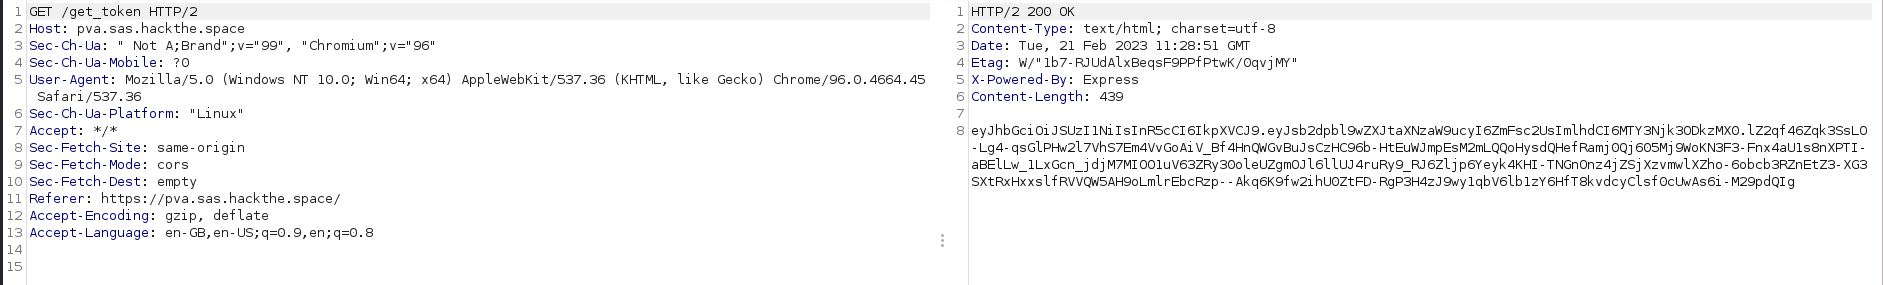 1 GET /get_token HTTP/2
2 Host: pva.sas.hackthe.space
3 Sec-Ch-Ua: " Not A;Brand";v="99", "Chromium";v="96"
4 Sec-Ch-Ua-Mobile: ?0
5 User-Agent: Mozilla/5.0 (Windows NT 10.0; Win64; x64) AppleWebKit/537.36 (KHTML, like Gecko) Chrome/96.0.4664.45
Safari/537.36
6 Sec-Ch-Ua-Platform: "Linux"
7 Accept: */*
8 Sec-Fetch-Site: same-origin
9 Sec-Fetch-Mode: cors
10 Sec-Fetch-Dest: empty
11 Referer: https://pva.sas.hackthe.space/
12 Accept-Encoding: gzip, deflate
13 Accept-Language: en-GB,en-US;q=0.9,en;q=0.8
14
15
1 HTTP/2 200 OK
2 Content-Type: text/html; charset=utf-8
3 Date: Tue, 21 Feb 2023 11:28:51 GMT
4 Etag: W/"1b7-RJUdAlxBeqsF9PPfPtwK/OqvjMY"
5 X-Powered-By: Express
6 Content-Length: 439
7
8 eyJhbGciOiJSUzI1NiIsInR5cCI6IkpXVCJ9.eyJsb2dpbl9wZXJtaXNzaW9ucyI6ZmFsc2UsImlhdCI6MTY3Njk3ODkzMX0.lZ2qf46Zqk3SsL0
-Lg4-qsGlPHw2l7VhS7Em4VvGoAiV_Bf4HnQWGvBuJsCzHC96b-HtEuWJmpEsM2mLQQoHysdQHefRamj0Qj605Mj9WoKN3F3-Fnx4aU1s8nXPTI-
aBElLw_1LxGcn_jdjM7MIOO1uV63ZRy30oleUZgmOJl6llUJ4ruRy9_RJ6Zljp6Yeyk4KHI-TNGnOnz4jZSjXzvmwlXZho-6obcb3RZnEtZ3-XG3
SXtRxHxxslfRVVQW5AH9oLmlrEbcRzp--Akq6K9fw2ihU0ZtFD-RgP3H4zJ9wy1qbV6lb1zY6HfT8kvdcyClsf0cUwAs6i-M29pdQIg